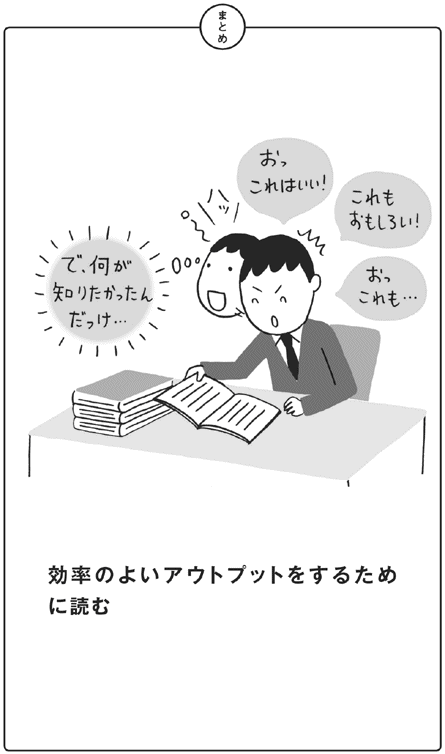 まとめ
おっ
これはいい!
これも
おもしろい!
おっ
これも…
ハッ
で、何が
知りたかったん
だっけ…
効率のよいアウトプットをするため
に読む